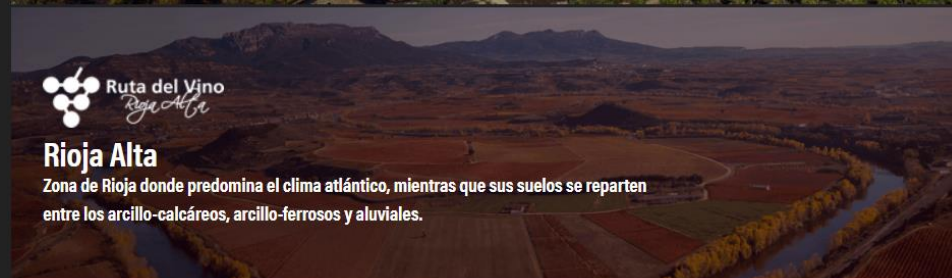 Ruta del Vino
Rioja Alta
Rioja Alta
Zona de Rioja donde predomina el clima atlántico, mientras que sus suelos se reparten
entre los arcillo-calcáreos, arcillo-ferrosos y aluviales.